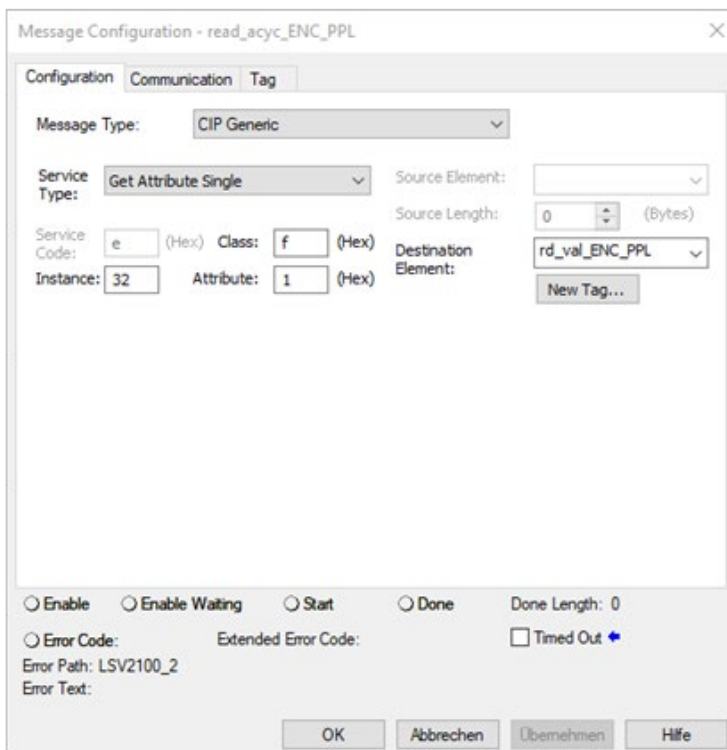 Message Configuration - read_acyc_ENC_PPL
Configuration Communication Tag
Message Type: CIP Generic
Service Type: Get Attribute Single
Service Code: e (Hex) Class: f (Hex)
Instance: 32 Attribute: 1 (Hex)
Source Element:
Source Length: 0 (Bytes)
Destination Element: rd_val_ENC_PPL
New Tag...
Enable Enable Waiting Start Done Done Length: 0
Error Code: Extended Error Code: Timed Out
Error Path: LSV2100_2
Error Text:
OK Abbrechen Übernehmen Hilfe